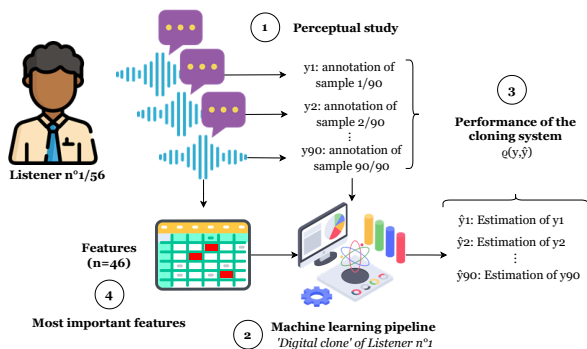 1 Perceptual study
y1: annotation of
sample 1/90
y2: annotation of
sample 2/90
⋮
y90: annotation of
sample 90/90
Listener n°1/56
3
Performance of the
cloning system
ϱ(y,ŷ)
Features
(n=46)
4
Most important features
2 Machine learning pipeline
'Digital clone' of Listener n°1
ŷ1: Estimation of y1
ŷ2: Estimation of y2
⋮
ŷ90: Estimation of y90